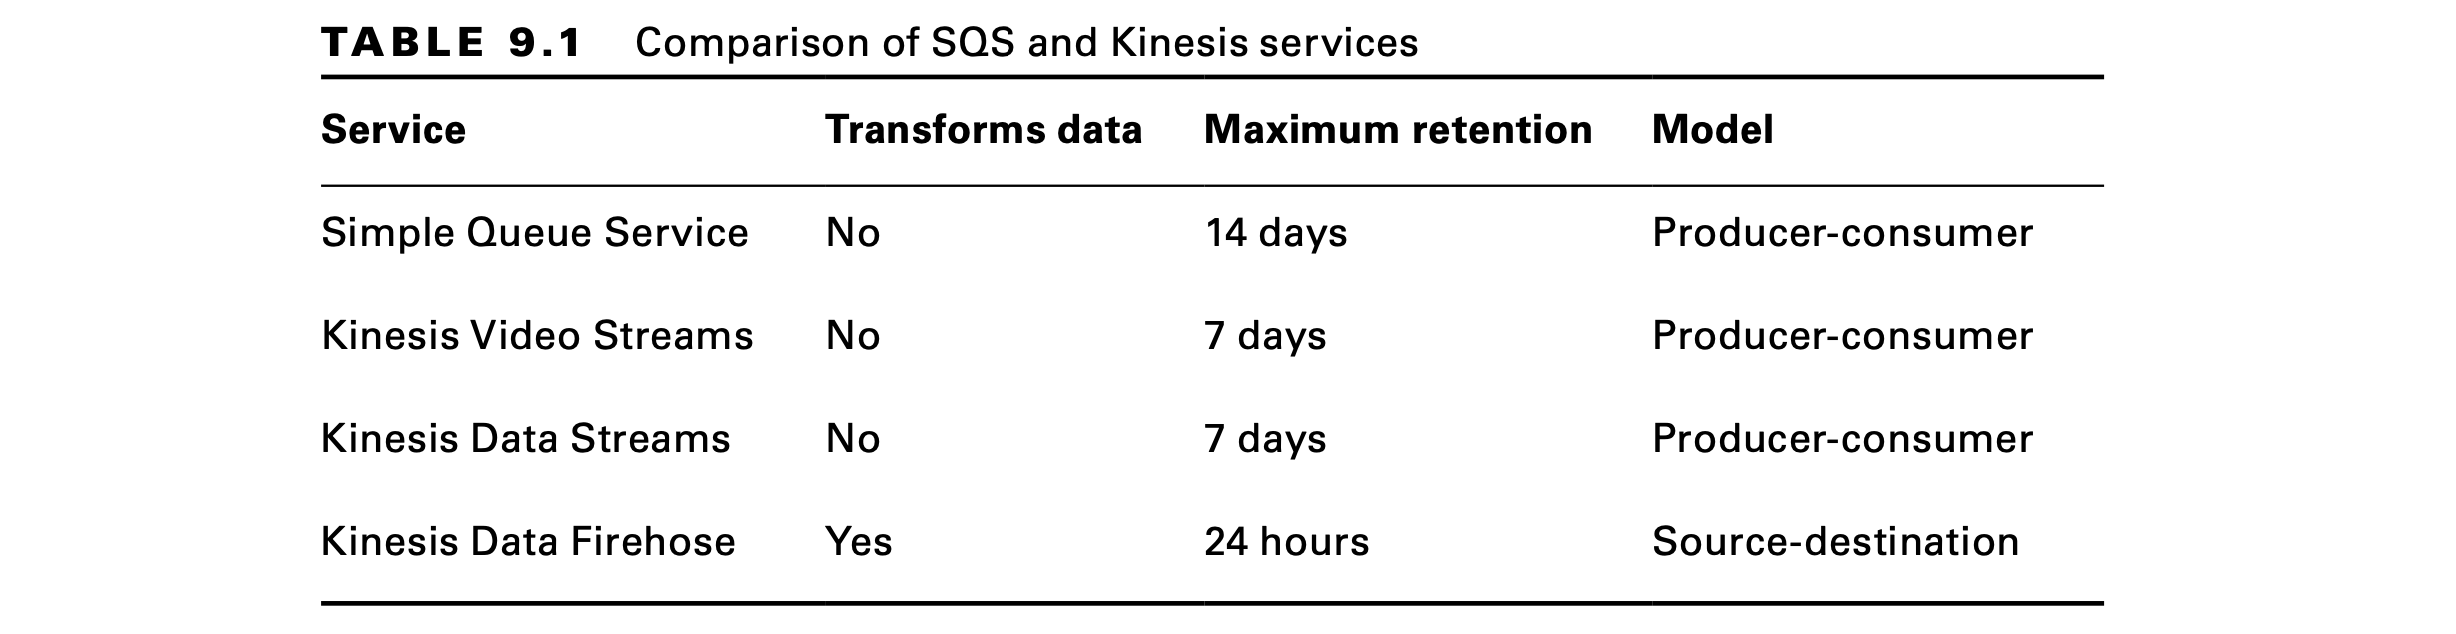 TABLE 9.1 Comparison of SQS and Kinesis services
Service Transforms data Maximum retention Model
Simple Queue Service No 14 days Producer-consumer
Kinesis Video Streams No 7 days Producer-consumer
Kinesis Data Streams No 7 days Producer-consumer
Kinesis Data Firehose Yes 24 hours Source-destination